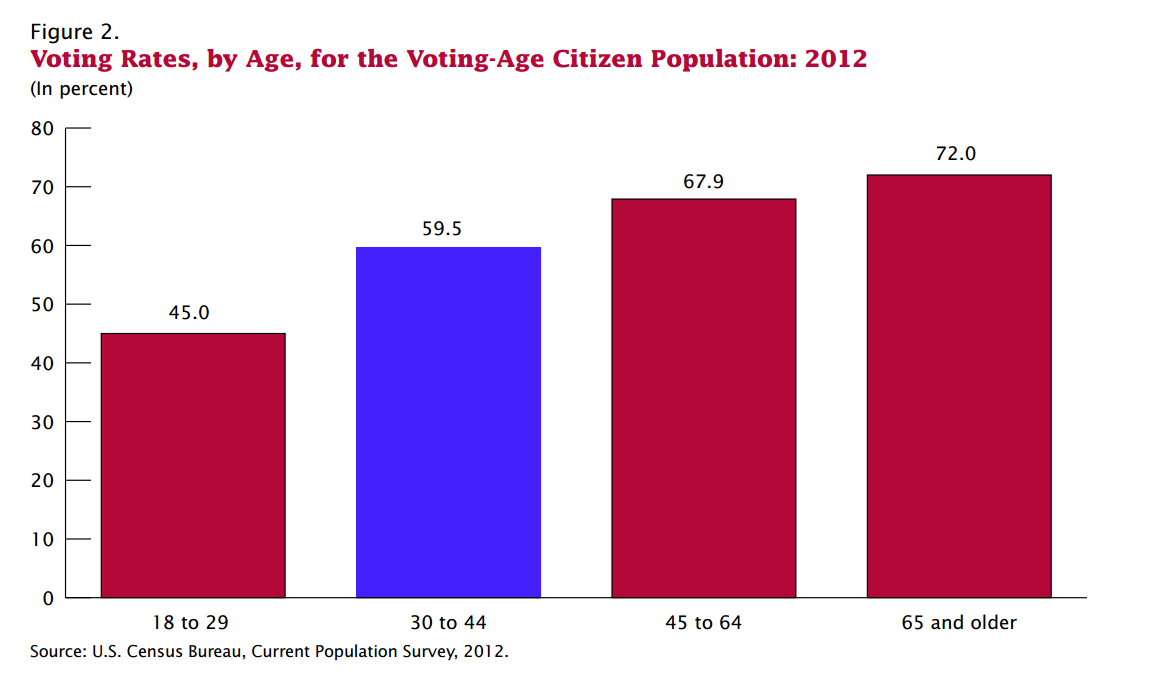 Figure 2.
Voting Rates, by Age, for the Voting-Age Citizen Population: 2012
(In percent)
80
70
60
50
40
30
20
10
0
45.0
59.5
67.9
72.0
18 to 29
30 to 44
45 to 64
65 and older
Source: U.S. Census Bureau, Current Population Survey, 2012.